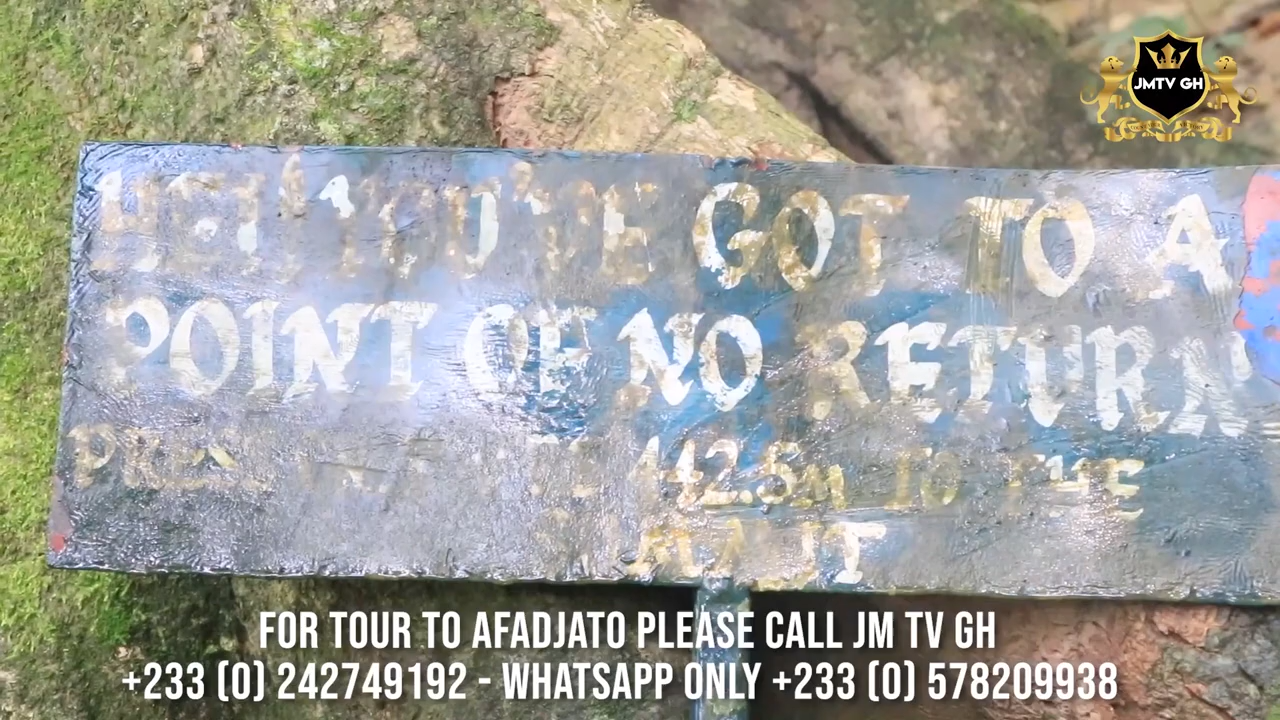 JMTV GH
HEY! YOU'VE GOT TO A
POINT OF NO RETURN
142.5m TO THE
FOR TOUR TO AFADJATO PLEASE CALL JM TV GH
+233 (0) 242749192 - WHATSAPP ONLY +233 (0) 578209938